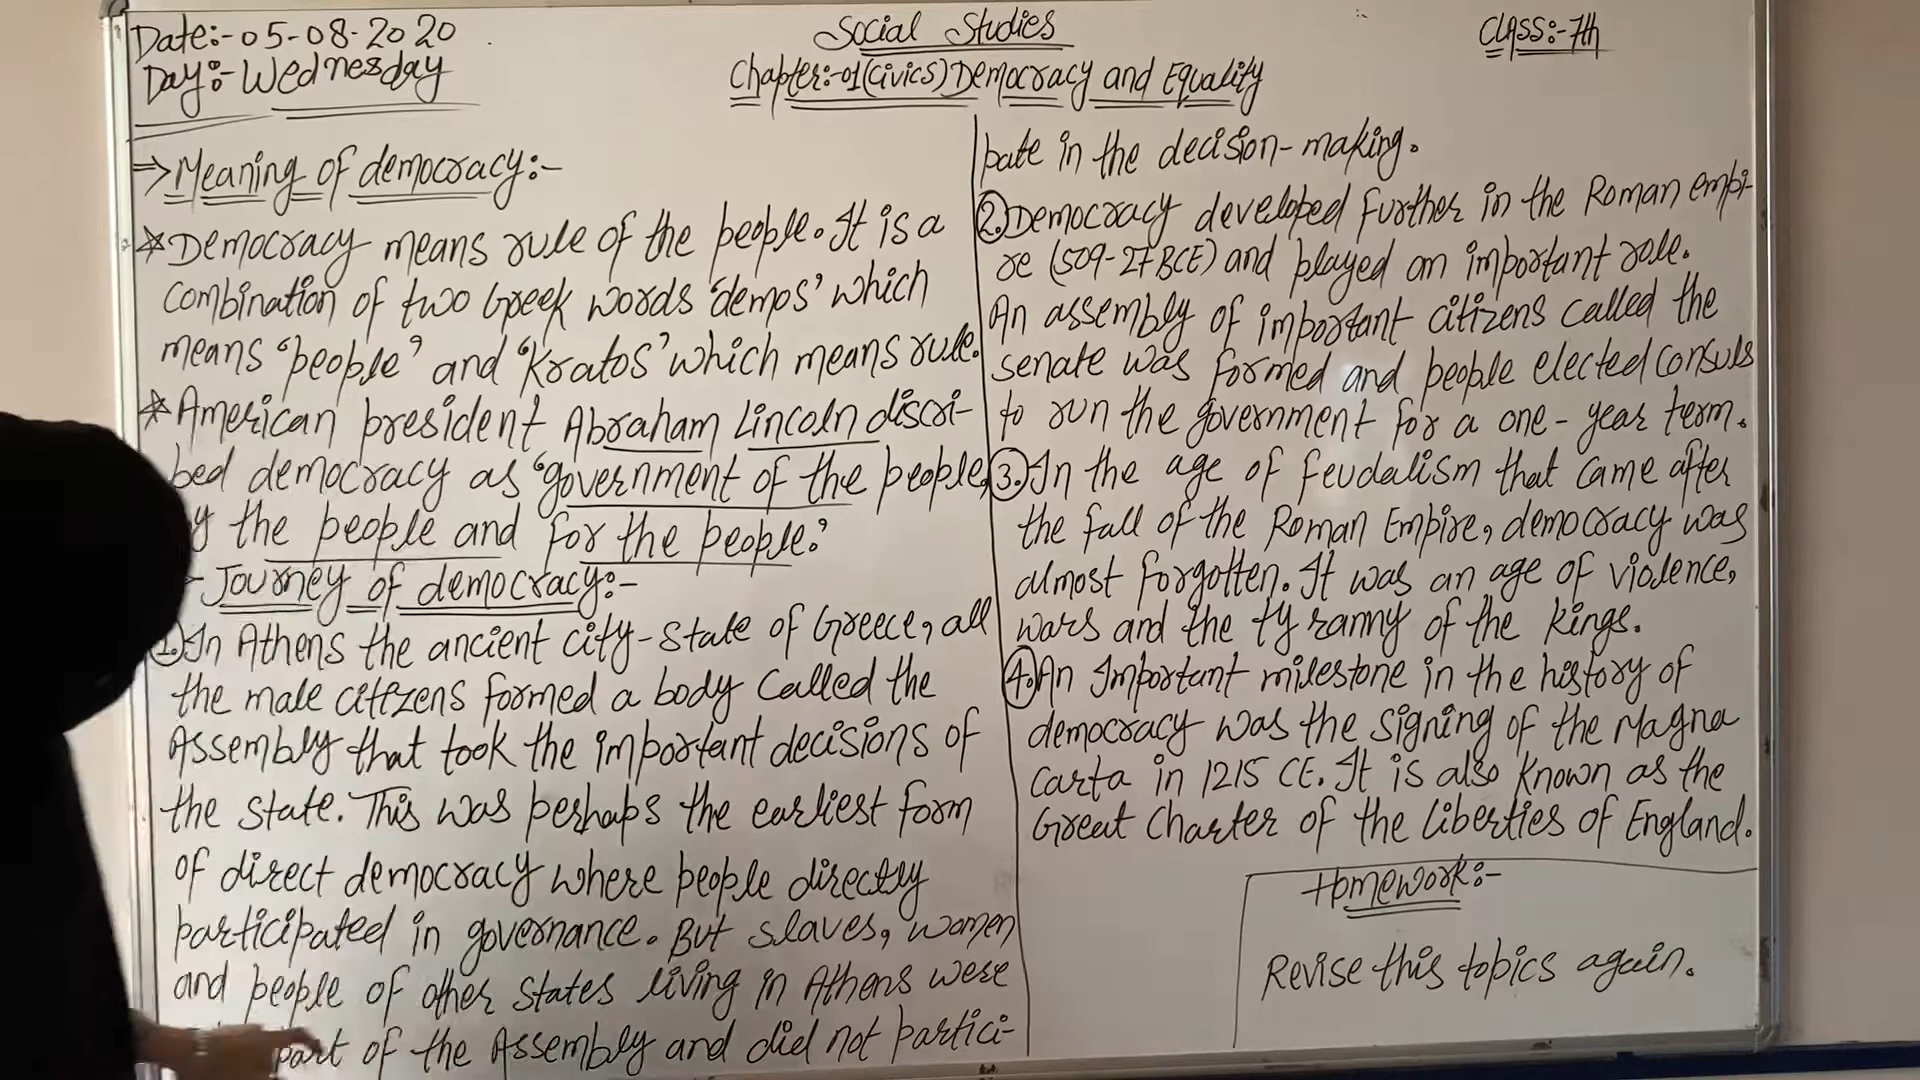 Date:-05-08-2020
Day:-Wednesday
Social Studies
Chapter:-01(Civics) Democracy and Equality
Class:-7th
⇒Meaning of democracy:-
*Democracy means rule of the people. It is a
combination of two Greek words 'demos' which
means 'people' and 'Kratos' which means rule.
*American president Abraham Lincoln discri-
bed democracy as 'government of the people,
the people and for the people.'
Journey of democracy:-
1. In Athens the ancient city-state of Greece, all
the male citizens formed a body called the
Assembly that took the important decisions of
the state. This was perhaps the earliest form
of direct democracy where people directly
participated in governance. But slaves, women
and people of other states living in Athens were
part of the Assembly and did not partici-
pate in the decision-making.
2. Democracy developed further in the Roman empi-
re (509-27 BCE) and played an important role.
An assembly of important citizens called the
senate was formed and people elected consuls
to run the government for a one-year term.
3. In the age of feudalism that came after
the fall of the Roman Empire, democracy was
almost forgotten. It was an age of violence,
wars and the tyranny of the kings.
4. An Important milestone in the history of
democracy was the signing of the Magna
Carta in 1215 CE. It is also known as the
Great Charter of the liberties of England.
Homework:-
Revise this topics again.